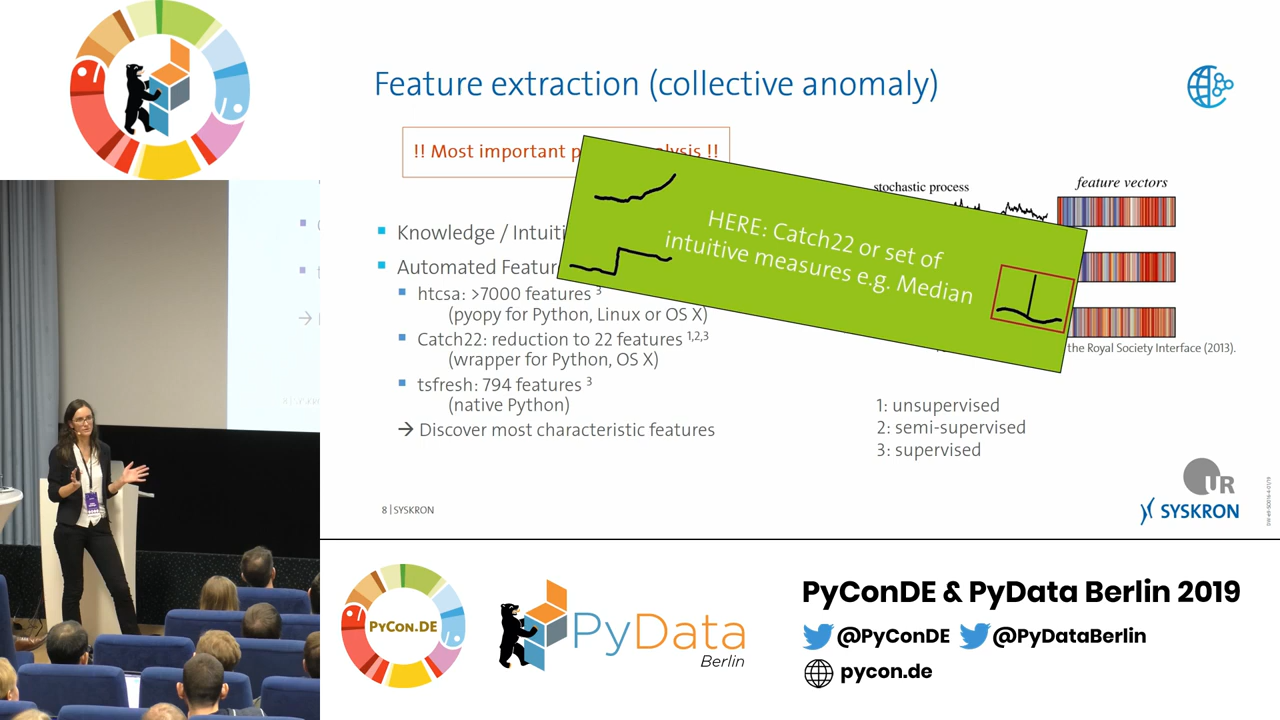 Feature extraction (collective anomaly)
!! Most important p alysis !!
stochastic process
feature vectors
HERE: Catch22 or set of
intuitive measures e.g. Median
Knowledge / Intuiti
Automated Featur
htcsa: >7000 features 3
(pyopy for Python, Linux or OS X)
Catch22: reduction to 22 features 1,2,3
(wrapper for Python, OS X)
the Royal Society Interface (2013).
tsfresh: 794 features 3
(native Python)
→ Discover most characteristic features
1: unsupervised
2: semi-supervised
3: supervised
8 | SYSKRON
UR
SYSKRON
PyCon.DE
PyData
Berlin
PyConDE & PyData Berlin 2019
@PyConDE @PyDataBerlin
pycon.de